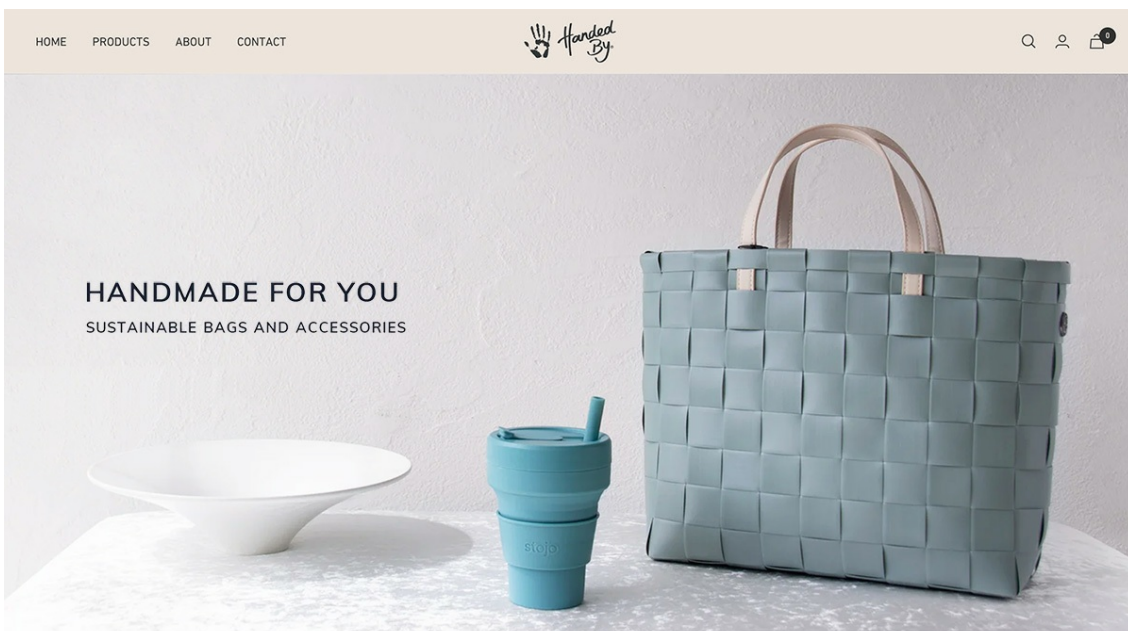 HOME PRODUCTS ABOUT CONTACT
Handed
By®
0
HANDMADE FOR YOU
SUSTAINABLE BAGS AND ACCESSORIES
stojo